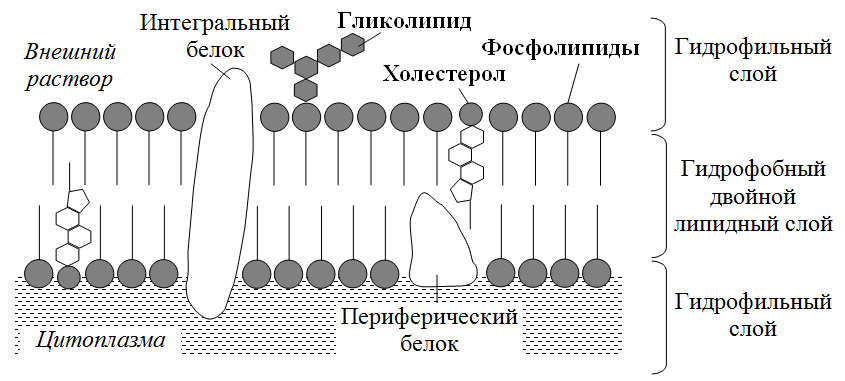 Интегральный
белок
Гликолипид
Внешний
раствор
Холестерол
Фосфолипиды
Гидрофильный
слой
Гидрофобный
двойной
липидный слой
Периферический
белок
Цитоплазма
Гидрофильный
слой